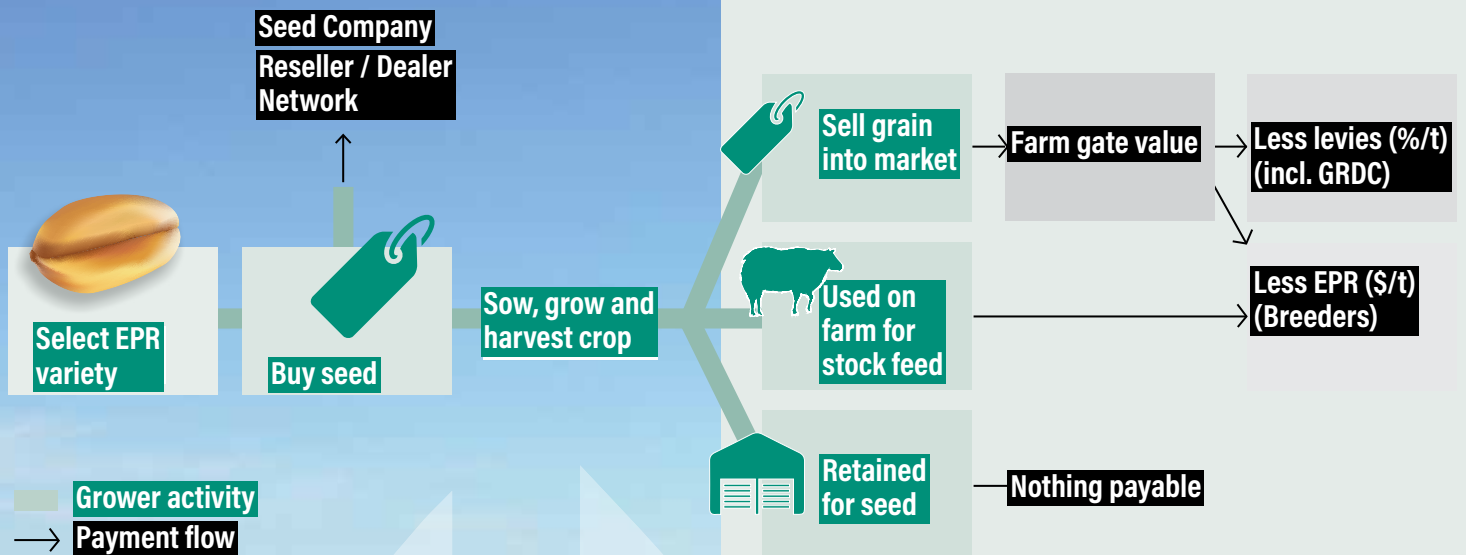 Seed Company
Reseller / Dealer
Network
Select EPR
variety
Buy seed
Sow, grow and
harvest crop
Sell grain
into market
Farm gate value
Less levies (%/t)
(incl. GRDC)
Used on
farm for
stock feed
Less EPR ($/t)
(Breeders)
Retained
for seed
Nothing payable
Grower activity
Payment flow